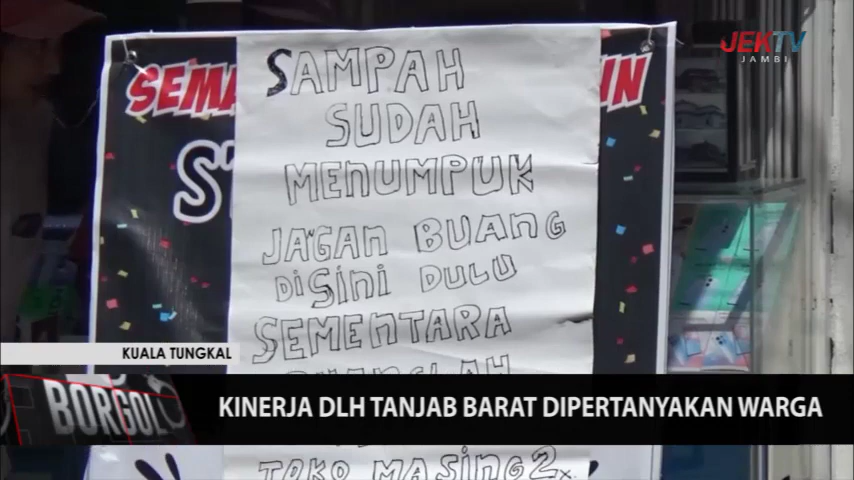 JEKTV
JAMBI
SAMPAH
SUDAH
MENUMPUK
JAGAN BUANG
DISINI DULU
SEMENTARA
KUALA TUNGKAL
BORGOL
KINERJA DLH TANJAB BARAT DIPERTANYAKAN WARGA
TOKO MASING2x